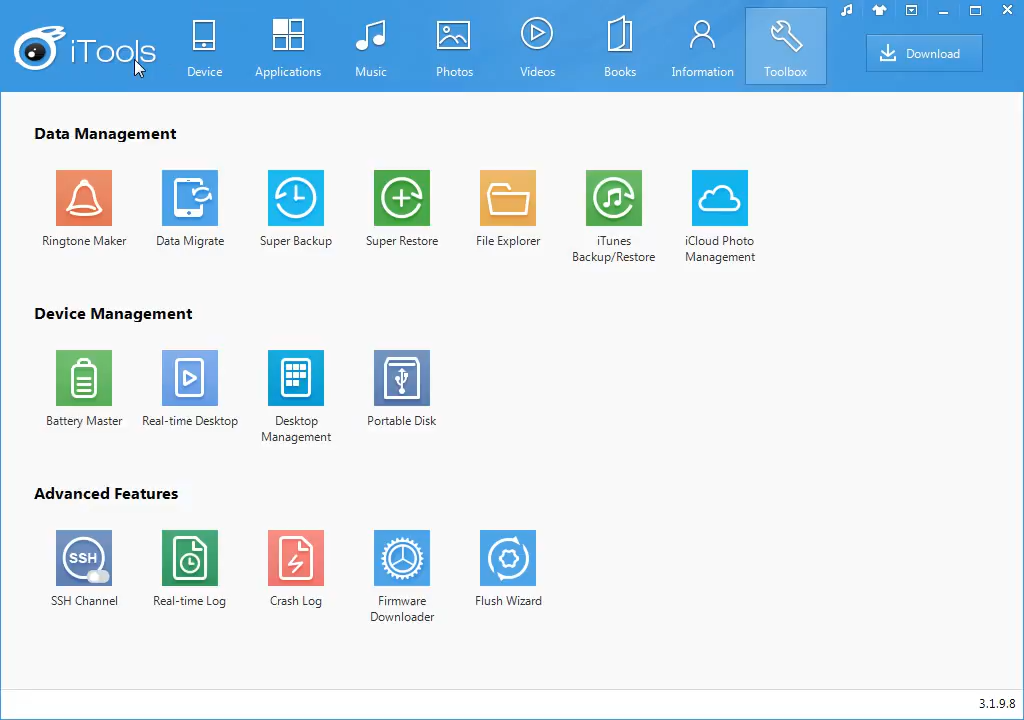 iTools
Device
Applications
Music
Photos
Videos
Books
Information
Toolbox
Download
Data Management
Ringtone Maker
Data Migrate
Super Backup
Super Restore
File Explorer
iTunes
Backup/Restore
iCloud Photo
Management
Device Management
Battery Master
Real-time Desktop
Desktop
Management
Portable Disk
Advanced Features
SSH
SSH Channel
Real-time Log
Crash Log
Firmware
Downloader
Flush Wizard
3.1.9.8